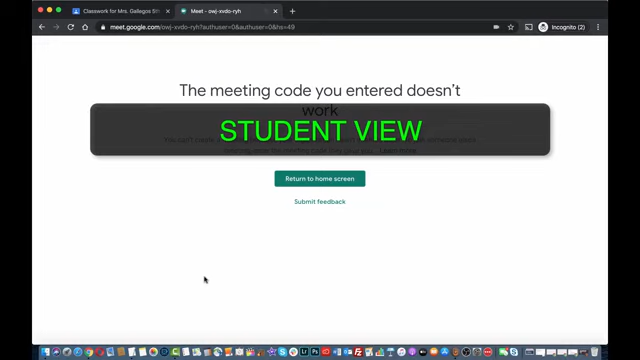 Classwork for Mrs. Gallegos 5th
Meet - owj-xvdo-ryh
meet.google.com/owj-xvdo-ryh?authuser=0&authuser=0&hs=49
Incognito (2)
The meeting code you entered doesn't
work
STUDENT VIEW
Return to home screen
Submit feedback